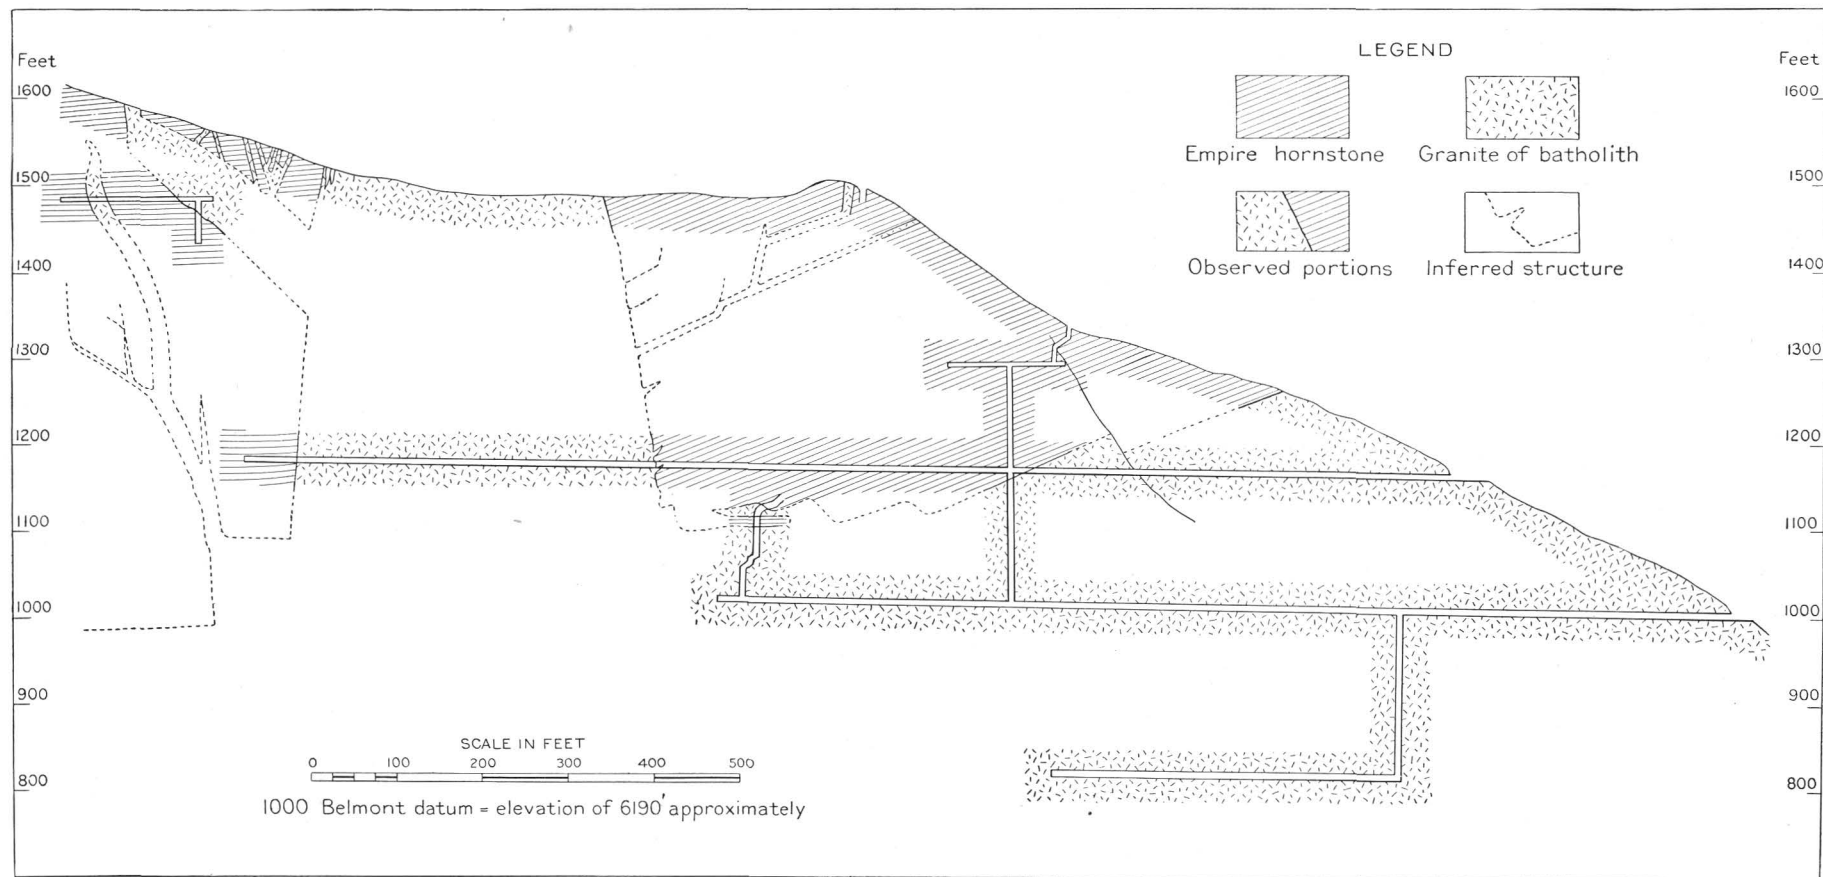 LEGEND
Feet
Feet
1600
1600
Empire hornstone
Granite of batholith
1500
1500
Observed portions
Inferred structure
1400
1400
1300
1300
1200
1200
1100
1100
1000
1000
900
900
SCALE IN FEET
0 100 200 300 400 500
800
800
1000 Belmont datum = elevation of 6190' approximately